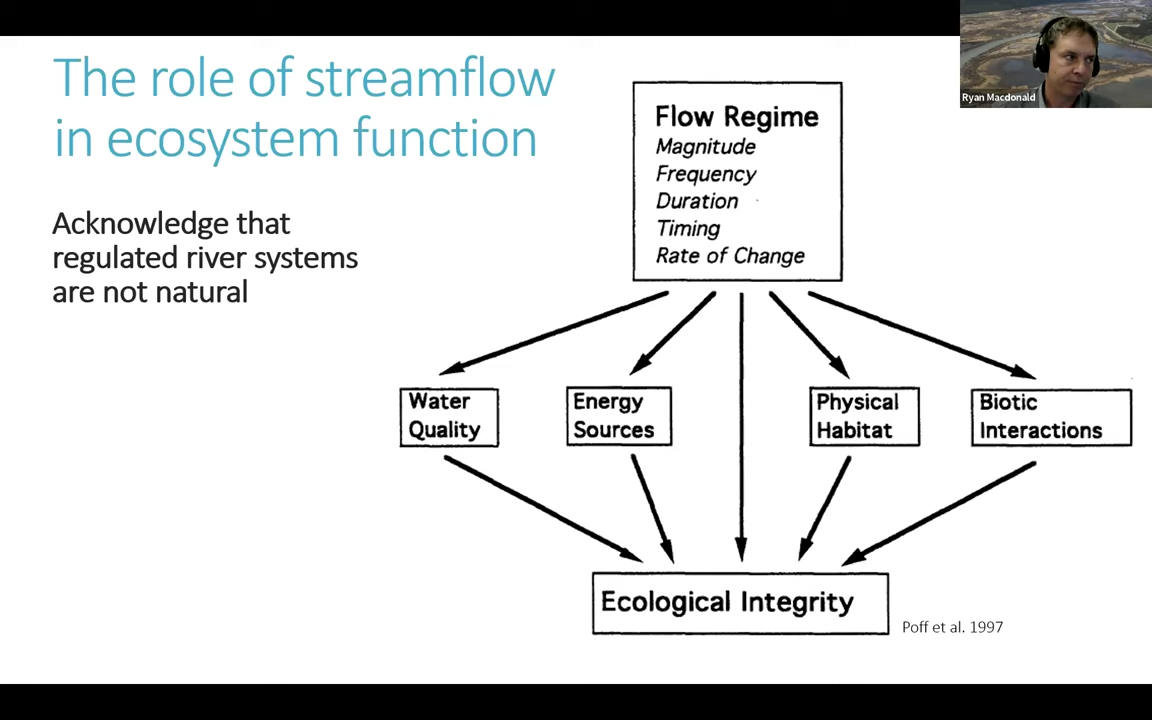 The role of streamflow
in ecosystem function
Acknowledge that
regulated river systems
are not natural
Flow Regime
Magnitude
Frequency
Duration
Timing
Rate of Change
Water
Quality
Energy
Sources
Physical
Habitat
Biotic
Interactions
Ecological Integrity
Poff et al. 1997
Ryan Macdonald